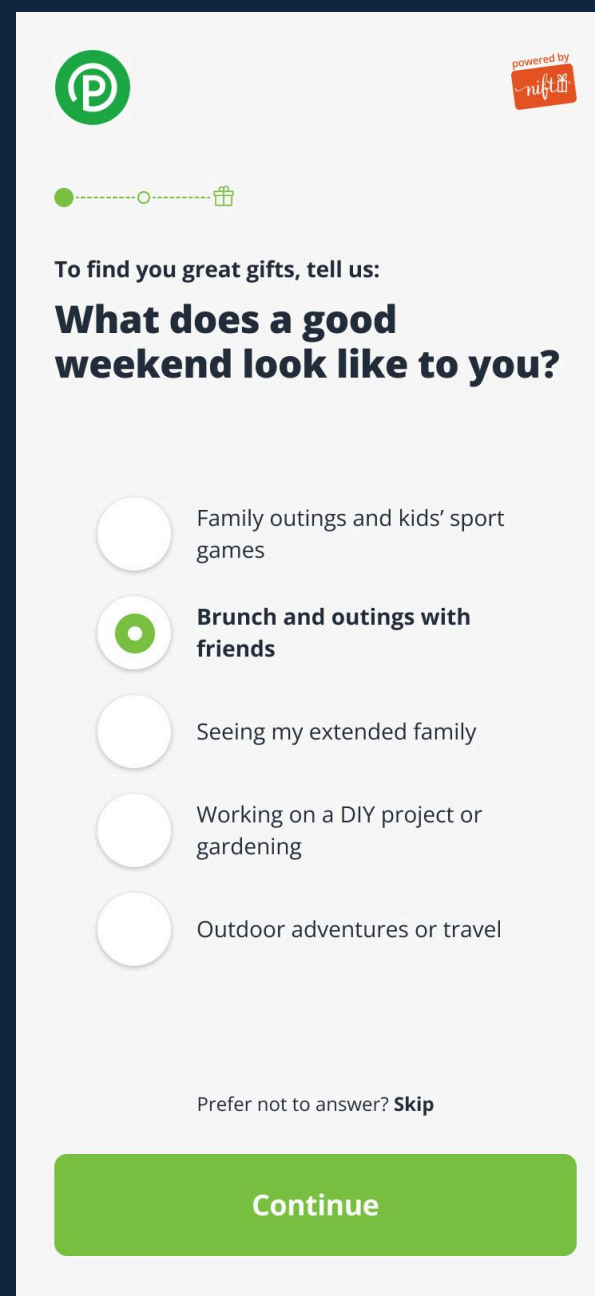 P
powered by
nift
To find you great gifts, tell us:
What does a good
weekend look like to you?
Family outings and kids’ sport
games
Brunch and outings with
friends
Seeing my extended family
Working on a DIY project or
gardening
Outdoor adventures or travel
Prefer not to answer? Skip
Continue